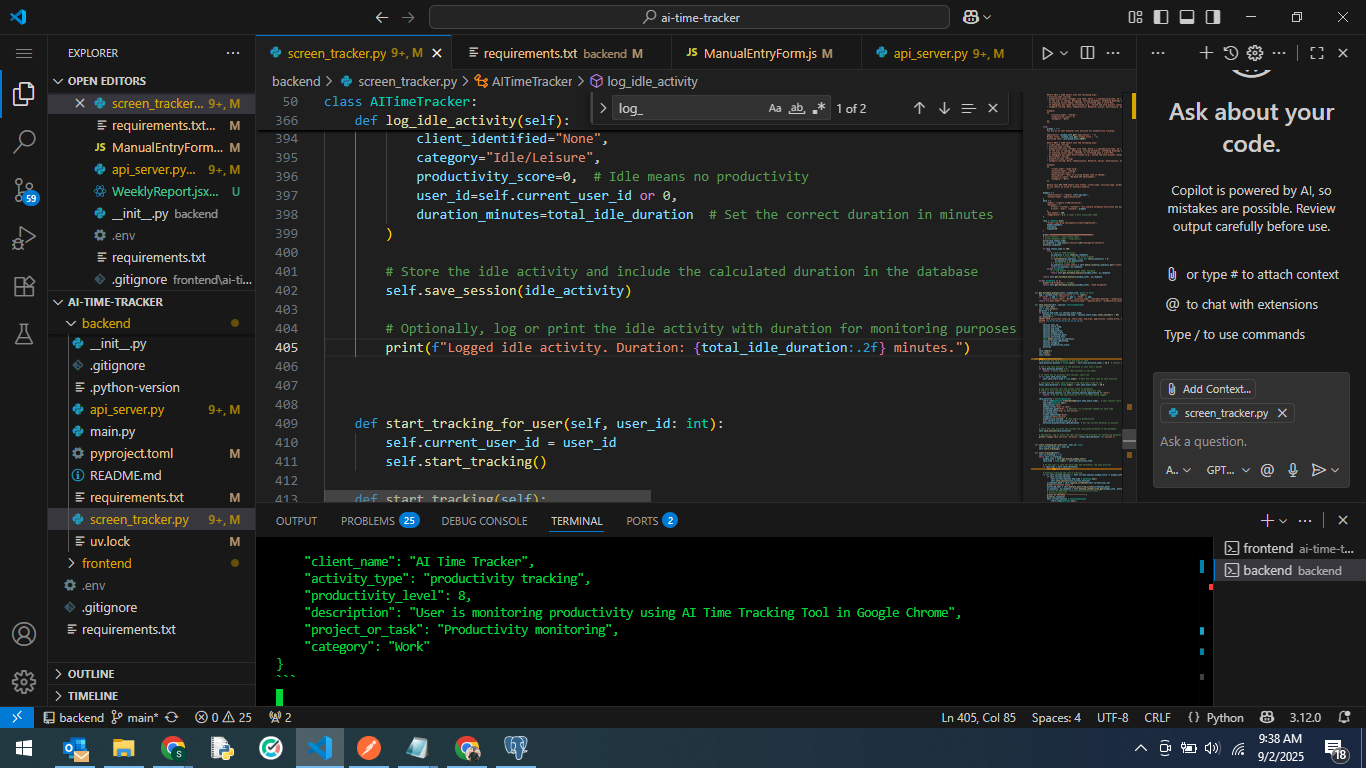 ai-time-tracker
EXPLORER
OPEN EDITORS
screen_tracker... 9+, M
requirements.txt... M
ManualEntryForm... M
api_server.py... 9+, M
WeeklyReport.jsx... U
__init__.py backend
.env
requirements.txt
.gitignore frontend\ai-ti...
AI-TIME-TRACKER
backend
__init__.py
.gitignore
.python-version
api_server.py 9+, M
main.py
pyproject.toml M
README.md
requirements.txt M
screen_tracker.py 9+, M
uv.lock M
frontend
.env
.gitignore
requirements.txt
OUTLINE
TIMELINE
59
screen_tracker.py 9+, M
requirements.txt backend M
JS ManualEntryForm.js M
api_server.py 9+, M
backend > screen_tracker.py > AITimeTracker > log_idle_activity
log_ Aa ab 1 of 2
50 class AITimeTracker:
366 def log_idle_activity(self):
394 client_identified="None",
395 category="Idle/Leisure",
396 productivity_score=0, # Idle means no productivity
397 user_id=self.current_user_id or 0,
398 duration_minutes=total_idle_duration # Set the correct duration in minutes
399 )
400
401 # Store the idle activity and include the calculated duration in the database
402 self.save_session(idle_activity)
403
404 # Optionally, log or print the idle activity with duration for monitoring purposes
405 print(f"Logged idle activity. Duration: {total_idle_duration:.2f} minutes.")
406
407
408
409 def start_tracking_for_user(self, user_id: int):
410 self.current_user_id = user_id
411 self.start_tracking()
412
413 def start_tracking(self):
Ask about your
code.
Copilot is powered by AI, so
mistakes are possible. Review
output carefully before use.
or type # to attach context
@ to chat with extensions
Type / to use commands
Add Context...
screen_tracker.py
Ask a question.
A.. GPT...
OUTPUT PROBLEMS 25 DEBUG CONSOLE TERMINAL PORTS 2
"client_name": "AI Time Tracker",
"activity_type": "productivity tracking",
"productivity_level": 8,
"description": "User is monitoring productivity using AI Time Tracking Tool in Google Chrome",
"project_or_task": "Productivity monitoring",
"category": "Work"
}
```
frontend ai-time-t...
backend backend
backend main* 0 25 2
Ln 405, Col 85 Spaces: 4 UTF-8 CRLF {} Python 3.12.0
9:38 AM
9/2/2025
18